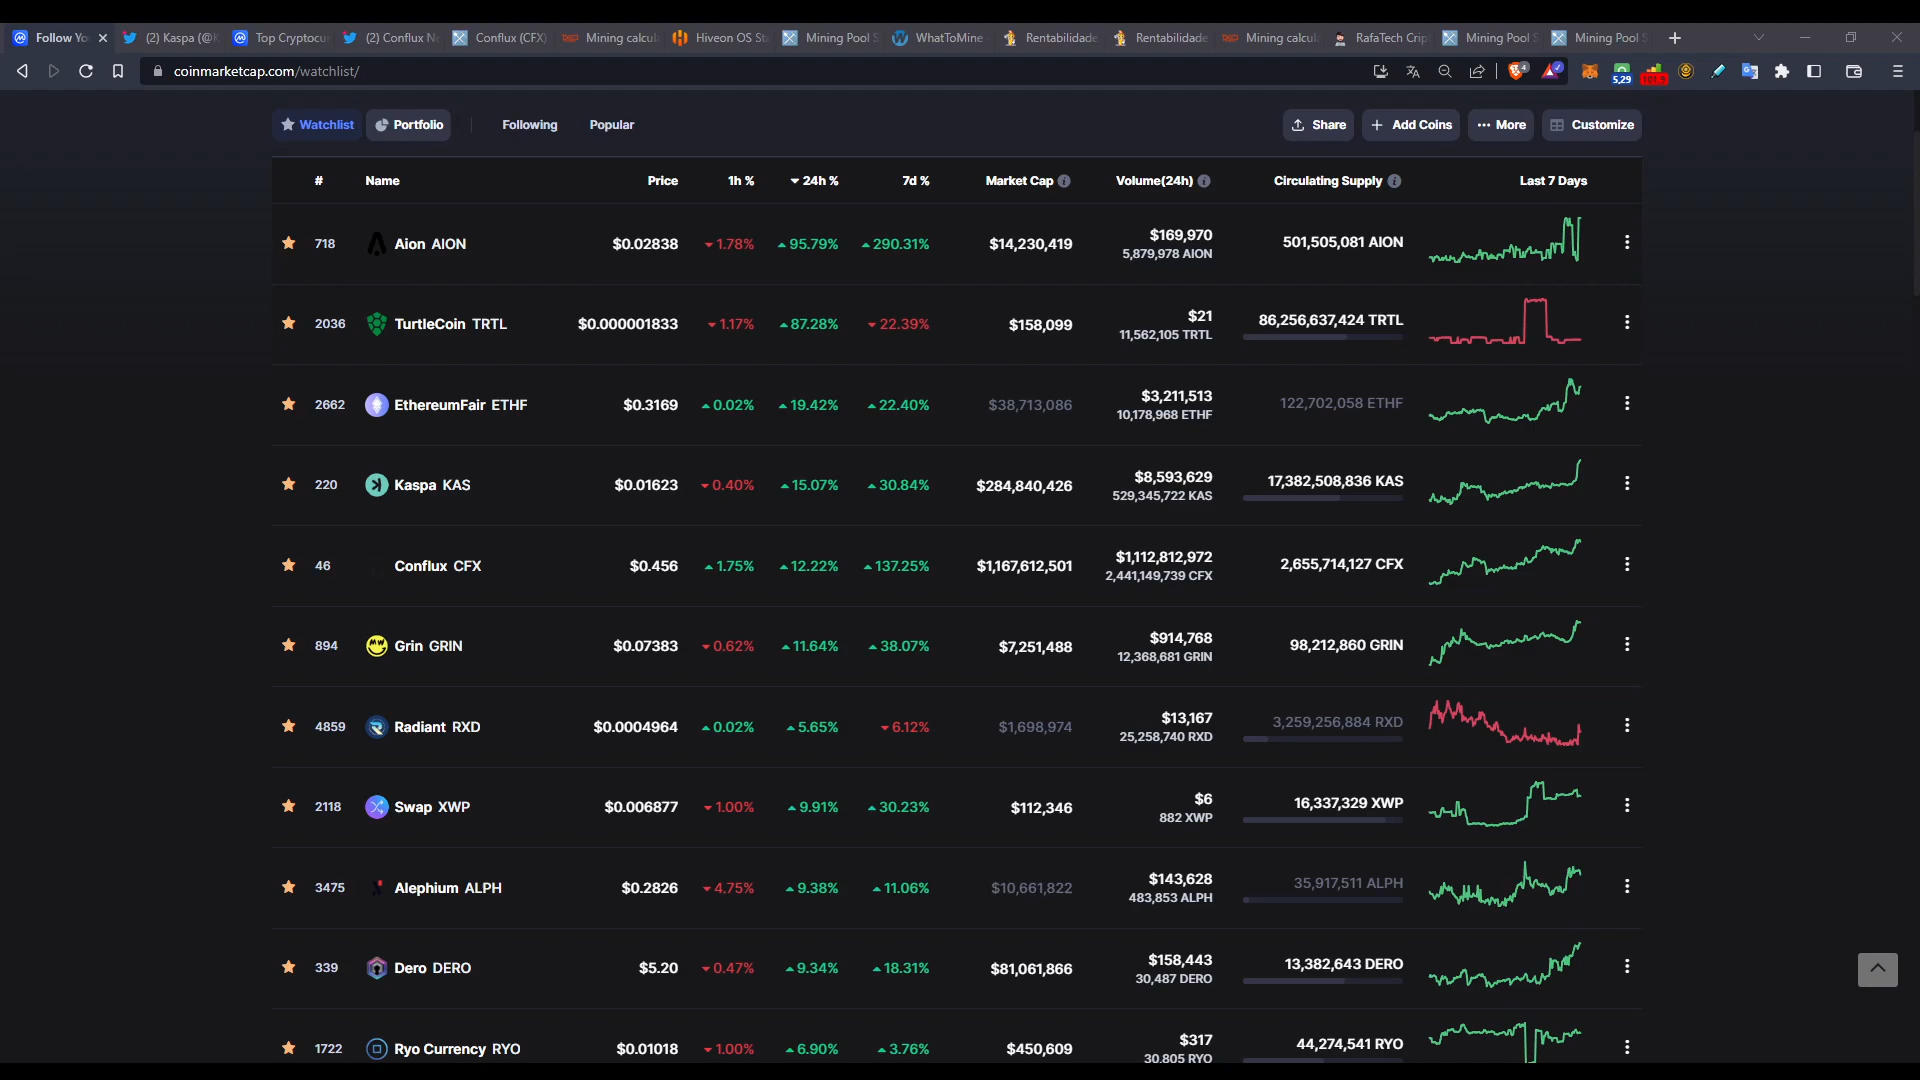 Follow Yo
(2) Kaspa (@K
Top Cryptocur
(2) Conflux Ne
Conflux (CFX)
Mining calcula
Hiveon OS Sta
Mining Pool S
WhatToMine
Rentabilidade
Rentabilidade
Mining calcula
RafaTech Crip
Mining Pool S
Mining Pool S
coinmarketcap.com/watchlist/
4
5,29
Watchlist
Portfolio
Following
Popular
Share
Add Coins
More
Customize
# Name Price 1h % 24h % 7d % Market Cap Volume(24h) Circulating Supply Last 7 Days
718 Aion AION $0.02838 1.78% 95.79% 290.31% $14,230,419 $169,970 501,505,081 AION
5,879,978 AION
2036 TurtleCoin TRTL $0.000001833 1.17% 87.28% 22.39% $158,099 $21 86,256,637,424 TRTL
11,562,105 TRTL
2662 EthereumFair ETHF $0.3169 0.02% 19.42% 22.40% $38,713,086 $3,211,513 122,702,058 ETHF
10,178,968 ETHF
220 Kaspa KAS $0.01623 0.40% 15.07% 30.84% $284,840,426 $8,593,629 17,382,508,836 KAS
529,345,722 KAS
46 Conflux CFX $0.456 1.75% 12.22% 137.25% $1,167,612,501 $1,112,812,972 2,655,714,127 CFX
2,441,149,739 CFX
894 Grin GRIN $0.07383 0.62% 11.64% 38.07% $7,251,488 $914,768 98,212,860 GRIN
12,368,681 GRIN
4859 Radiant RXD $0.0004964 0.02% 5.65% 6.12% $1,698,974 $13,167 3,259,256,884 RXD
25,258,740 RXD
2118 Swap XWP $0.006877 1.00% 9.91% 30.23% $112,346 $6 16,337,329 XWP
882 XWP
3475 Alephium ALPH $0.2826 4.75% 9.38% 11.06% $10,661,822 $143,628 35,917,511 ALPH
483,853 ALPH
339 Dero DERO $5.20 0.47% 9.34% 18.31% $81,061,866 $158,443 13,382,643 DERO
30,487 DERO
1722 Ryo Currency RYO $0.01018 1.00% 6.90% 3.76% $450,609 $317 44,274,541 RYO
30,805 RYO